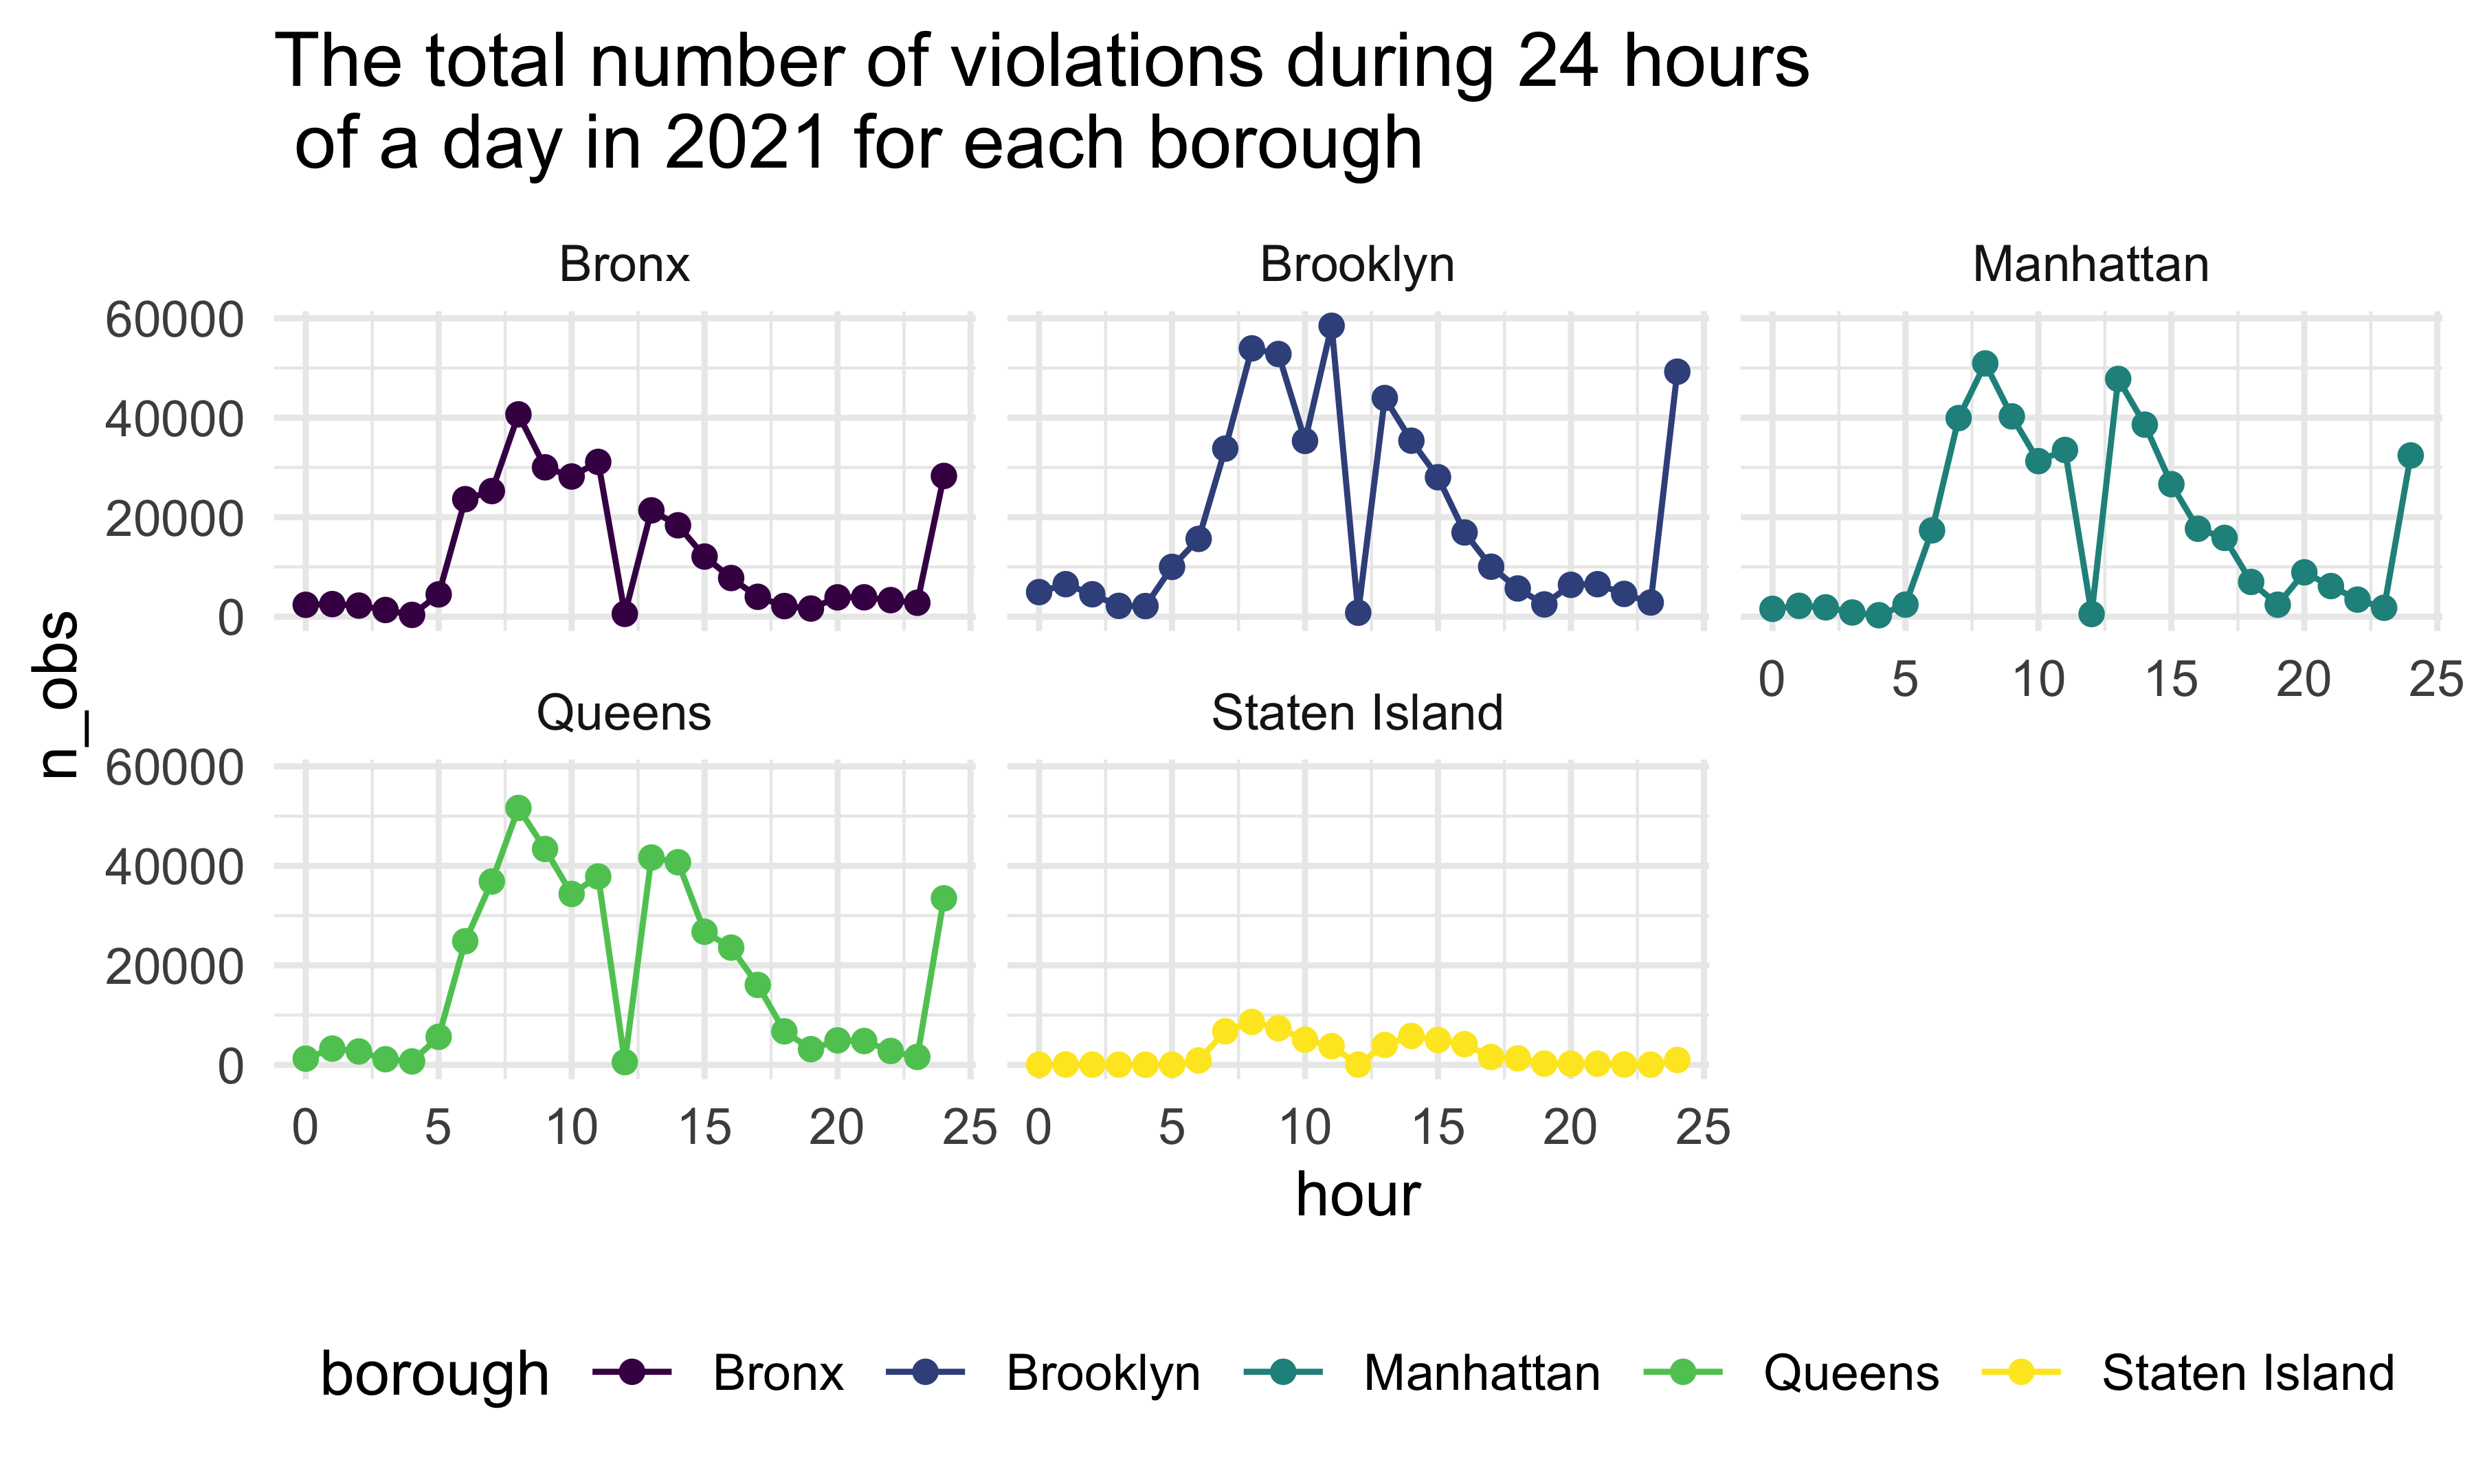 The total number of violations during 24 hours
of a day in 2021 for each borough
Bronx
Brooklyn
Manhattan
60000
40000
20000
0
0 5 10 15 20 25
n_obs
Queens
Staten Island
60000
40000
20000
0
0 5 10 15 20 25
0 5 10 15 20 25
hour
borough Bronx Brooklyn Manhattan Queens Staten Island